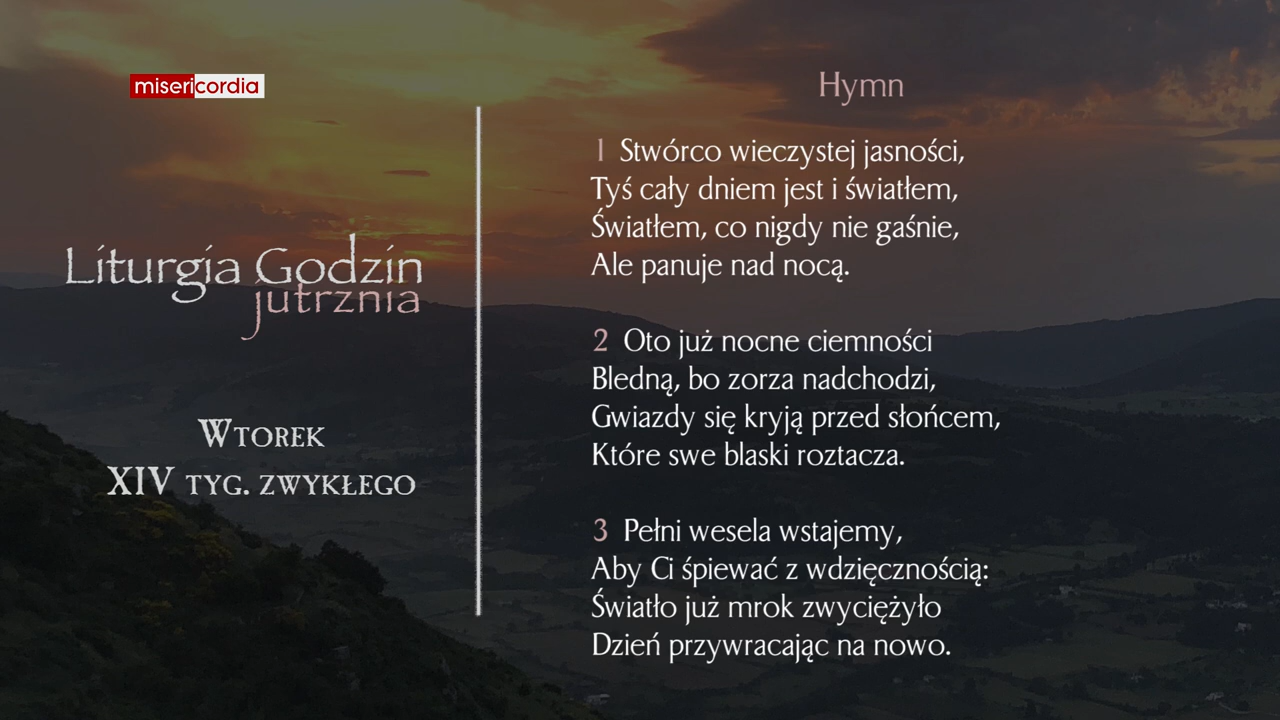 misericordia
Liturgia Godzin
jutrznia
Wtorek
XIV tyg. zwykłego
Hymn
1 Stwórco wieczystej jasności,
Tyś cały dniem jest i światłem,
Światłem, co nigdy nie gaśnie,
Ale panuje nad nocą.
2 Oto już nocne ciemności
Bledną, bo zorza nadchodzi,
Gwiazdy się kryją przed słońcem,
Które swe blaski roztacza.
3 Pełni wesela wstajemy,
Aby Ci śpiewać z wdzięcznością:
Światło już mrok zwyciężyło
Dzień przywracając na nowo.